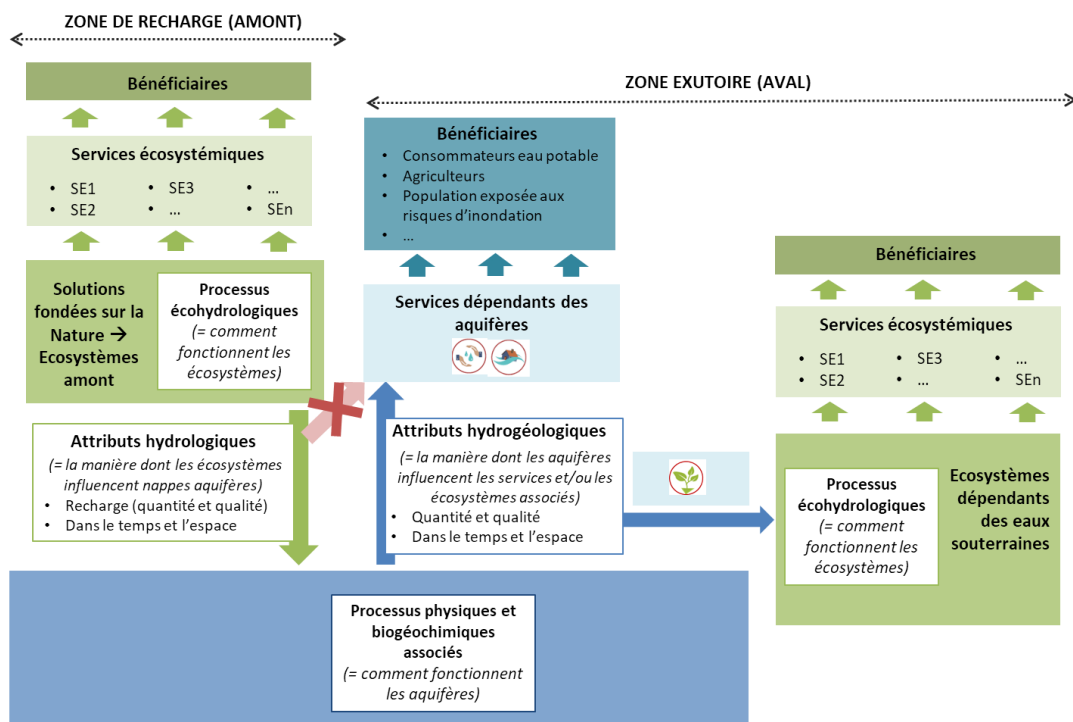 ZONE DE RECHARGE (AMONT)
Bénéficiaires
Services écosystémiques
• SE1
• SE2
• SE3
• ...
• ...
• SEn
Solutions
fondées sur la
Nature →
Ecosystèmes
amont
Processus
écohydrologiques
(= comment
fonctionnent les
écosystèmes)
Attributs hydrologiques
(= la manière dont les écosystèmes
influencent nappes aquifères)
• Recharge (quantité et qualité)
• Dans le temps et l’espace
ZONE EXUTOIRE (AVAL)
Bénéficiaires
• Consommateurs eau potable
• Agriculteurs
• Population exposée aux
risques d’inondation
• ...
Services dépendants des
aquifères
Attributs hydrogéologiques
(= la manière dont les aquifères
influencent les services et/ou les
écosystèmes associés)
• Quantité et qualité
• Dans le temps et l’espace
Bénéficiaires
Services écosystémiques
• SE1
• SE2
• SE3
• ...
• ...
• SEn
Processus
écohydrologiques
(= comment
fonctionnent les
écosystèmes)
Ecosystèmes
dépendants
des eaux
souterraines
Processus physiques et
biogéochimiques
associés
(= comment fonctionnent
les aquifères)